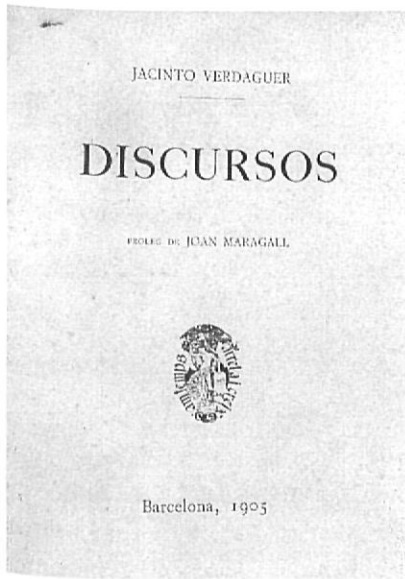 JACINTO VERDAGUER
DISCURSOS
PROLEG DE JOAN MARAGALL
Barcelona, 1905